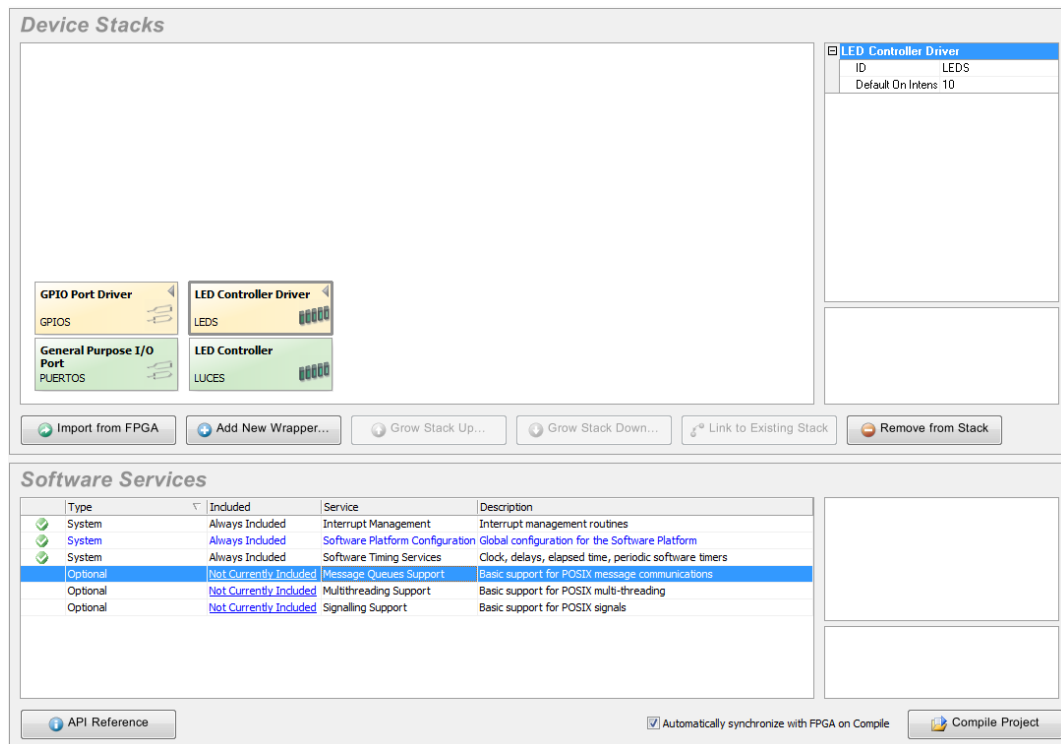 Device Stacks
LED Controller Driver
ID LEDS
Default On Intens 10
GPIO Port Driver
GPIOS
LED Controller Driver
LEDS
General Purpose I/O
Port
PUERTOS
LED Controller
LUCES
Import from FPGA
Add New Wrapper...
Grow Stack Up...
Grow Stack Down...
Link to Existing Stack
Remove from Stack
Software Services
Type Included Service Description
System Always Included Interrupt Management Interrupt management routines
System Always Included Software Platform Configuration Global configuration for the Software Platform
System Always Included Software Timing Services Clock, delays, elapsed time, periodic software timers
Optional Not Currently Included Message Queues Support Basic support for POSIX message communications
Optional Not Currently Included Multithreading Support Basic support for POSIX multi-threading
Optional Not Currently Included Signalling Support Basic support for POSIX signals
API Reference
Automatically synchronize with FPGA on Compile
Compile Project